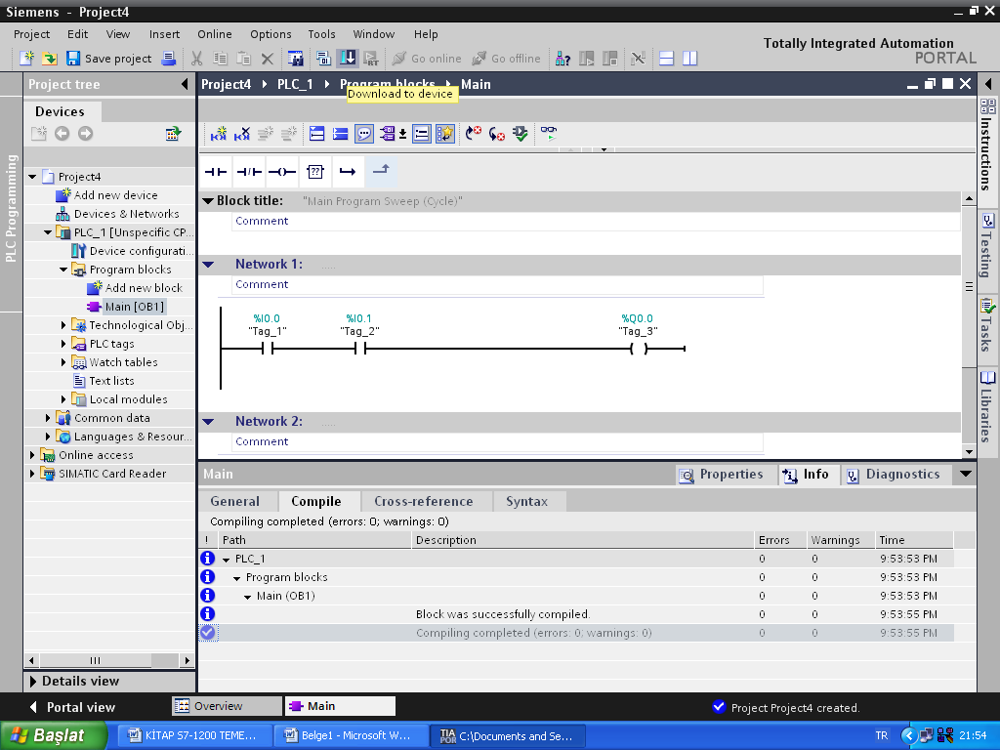 Siemens - Project4
Project Edit View Insert Online Options Tools Window Help
Totally Integrated Automation
PORTAL
Save project
Go online
Go offline
Project tree
Project4 PLC_1 Program blocks Main
Download to device
Devices
PLC Programming
Project4
Add new device
Devices & Networks
PLC_1 [Unspecific CP...
Device configurati...
Program blocks
Add new block
Main [OB1]
Technological Obj...
PLC tags
Watch tables
Text lists
Local modules
Common data
Languages & Resour...
Online access
SIMATIC Card Reader
Details view
??
Block title: "Main Program Sweep (Cycle)"
Comment
Network 1: .....
Comment
%I0.0 %I0.1 %Q0.0
"Tag_1" "Tag_2" "Tag_3"
Network 2: .....
Comment
Instructions
Testing
Tasks
Libraries
Main
Properties Info Diagnostics
General Compile Cross-reference Syntax
Compiling completed (errors: 0; warnings: 0)
! Path Description Errors Warnings Time
PLC_1 0 0 9:53:53 PM
Program blocks 0 0 9:53:53 PM
Main (OB1) 0 0 9:53:53 PM
Block was successfully compiled. 0 0 9:53:55 PM
Compiling completed (errors: 0; warnings: 0) 0 0 9:53:55 PM
Portal view Overview Main Project Project4 created.
Başlat KİTAP S7-1200 TEME... Belge1 - Microsoft W... TIA POR C:\Documents and Se... TR 21:54